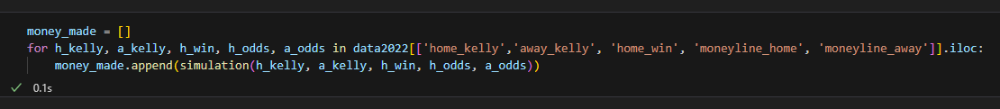 money_made = []
for h_kelly, a_kelly, h_win, h_odds, a_odds in data2022[['home_kelly','away_kelly', 'home_win', 'moneyline_home', 'moneyline_away']].iloc:
    money_made.append(simulation(h_kelly, a_kelly, h_win, h_odds, a_odds))
0.1s